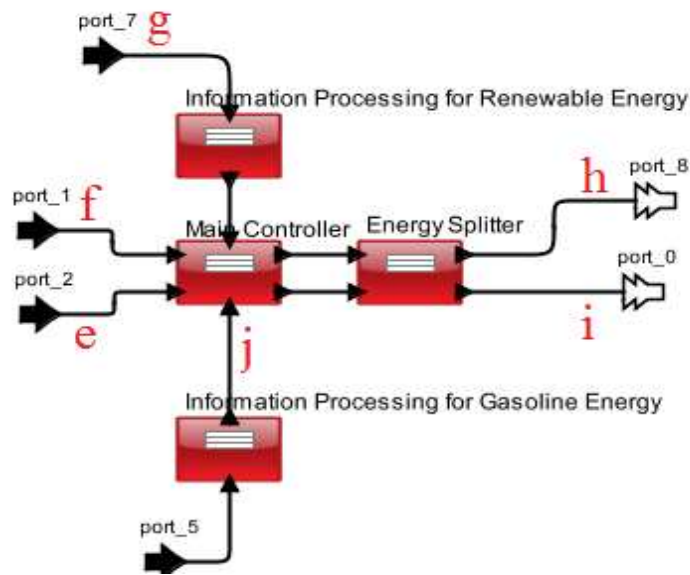 port_7
g
Information Processing for Renewable Energy
port_8
h
port_1
f
Main Controller
Energy Splitter
port_2
port_0
e
j
i
Information Processing for Gasoline Energy
port_5